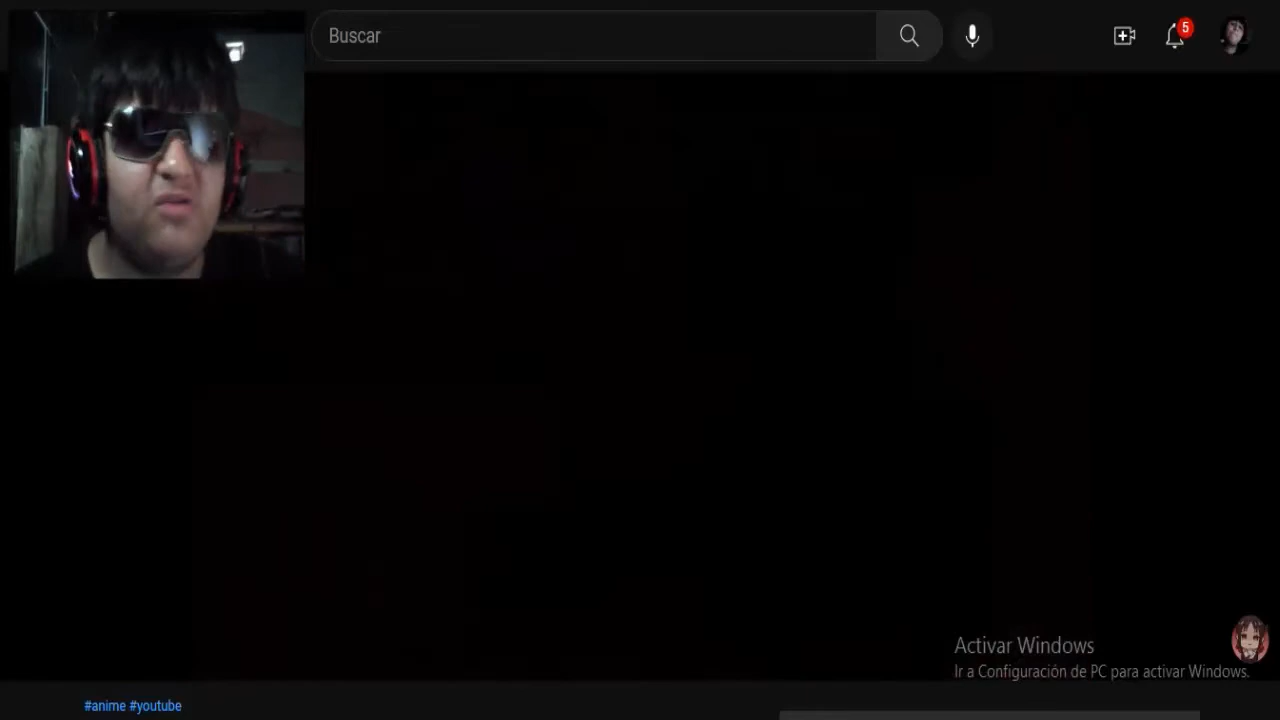 Buscar
5
Activar Windows
Ir a Configuración de PC para activar Windows.
#anime #youtube